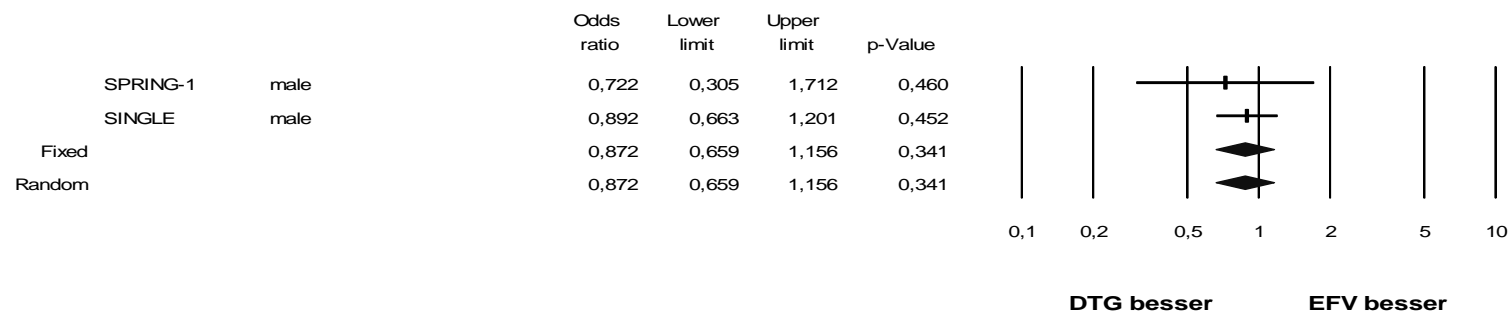 Odds Lower Upper
ratio limit limit p-Value
SPRING-1 male 0,722 0,305 1,712 0,460
SINGLE male 0,892 0,663 1,201 0,452
Fixed 0,872 0,659 1,156 0,341
Random 0,872 0,659 1,156 0,341
0,1 0,2 0,5 1 2 5 10
DTG besser EFV besser